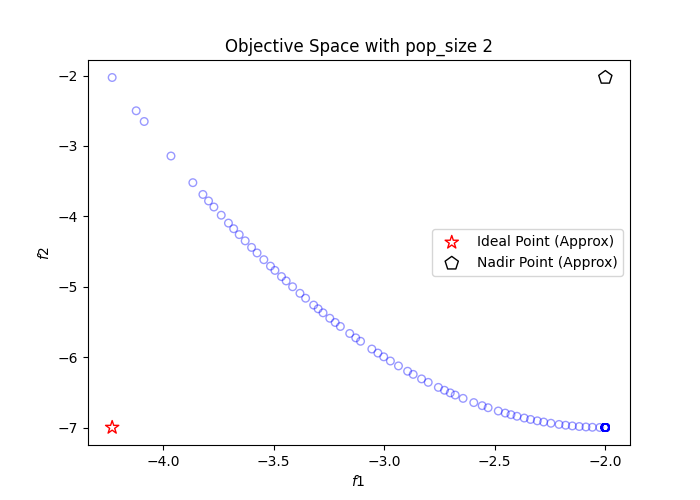 Objective Space with pop_size 2
−2
−3
−4
−5
−6
−7
f2
Ideal Point (Approx)
Nadir Point (Approx)
−4.0 −3.5 −3.0 −2.5 −2.0
f1